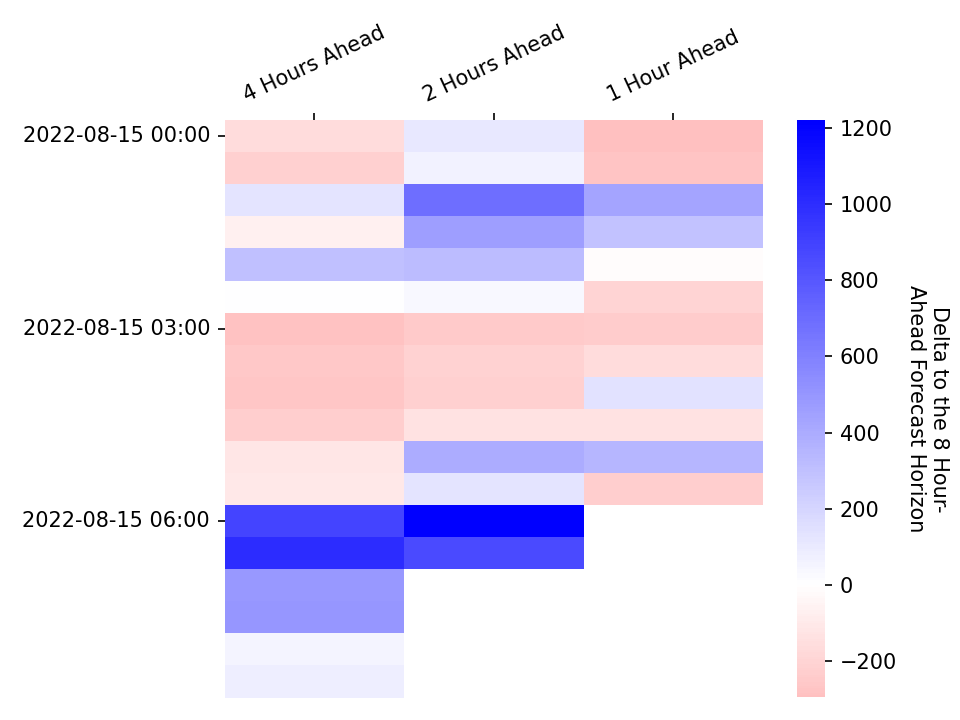 4 Hours Ahead
2 Hours Ahead
1 Hour Ahead
2022-08-15 00:00
2022-08-15 03:00
2022-08-15 06:00
1200
1000
800
600
400
200
0
−200
Delta to the 8 Hour-
Ahead Forecast Horizon